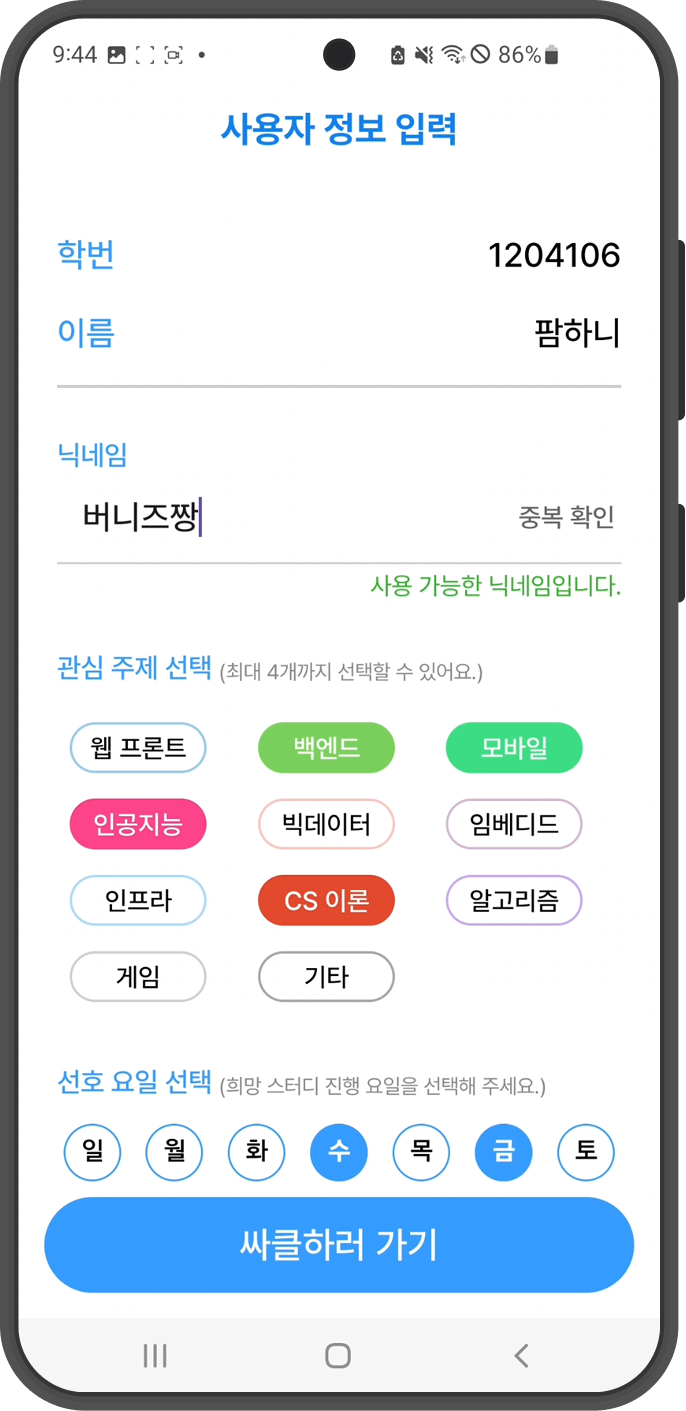 9:44 86%
사용자 정보 입력
학번 1204106
이름 팜하니
닉네임
버니즈짱 중복 확인
사용 가능한 닉네임입니다.
관심 주제 선택 (최대 4개까지 선택할 수 있어요.)
웹 프론트 백엔드 모바일
인공지능 빅데이터 임베디드
인프라 CS 이론 알고리즘
게임 기타
선호 요일 선택 (희망 스터디 진행 요일을 선택해 주세요.)
일 월 화 수 목 금 토
싸클하러 가기